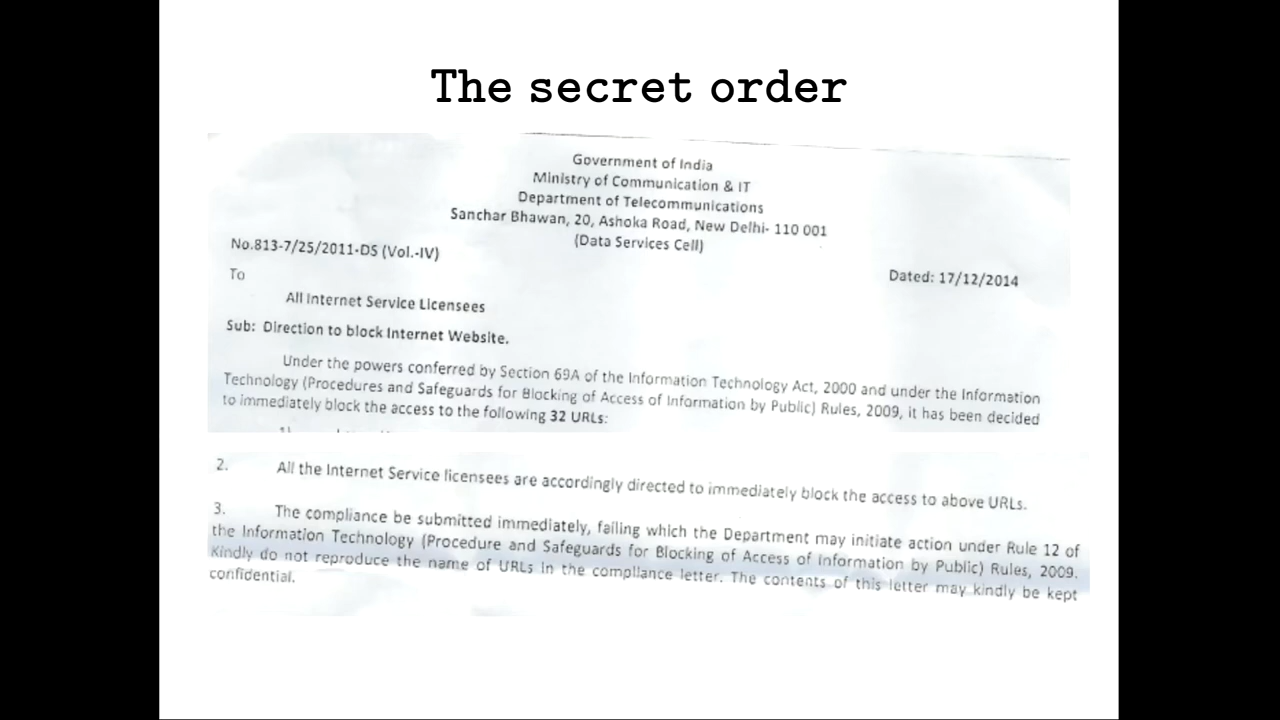 The secret order
Government of India
Ministry of Communication & IT
Department of Telecommunications
Sanchar Bhawan, 20, Ashoka Road, New Delhi- 110 001
(Data Services Cell)
No.813-7/25/2011-DS (Vol.-IV)
Dated: 17/12/2014
To
All Internet Service Licensees
Sub: Direction to block Internet Website.
Under the powers conferred by Section 69A of the Information Technology Act, 2000 and under the Information
Technology (Procedures and Safeguards for Blocking of Access of Information by Public) Rules, 2009, it has been decided
to immediately block the access to the following 32 URLs:
2. All the Internet Service licensees are accordingly directed to immediately block the access to above URLs.
3. The compliance be submitted immediately, failing which the Department may initiate action under Rule 12 of
the Information Technology (Procedure and Safeguards for Blocking of Access of Information by Public) Rules, 2009.
Kindly do not reproduce the name of URLs in the compliance letter. The contents of this letter may kindly be kept
confidential.